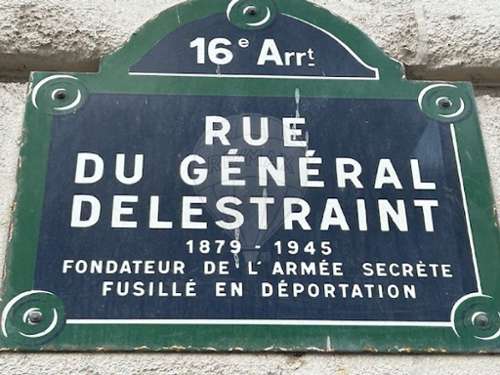 16e Arrt
RUE
DU GÉNÉRAL
DELESTRAINT
1879 - 1945
FONDATEUR DE L'ARMÉE SECRÈTE
FUSILLÉ EN DÉPORTATION